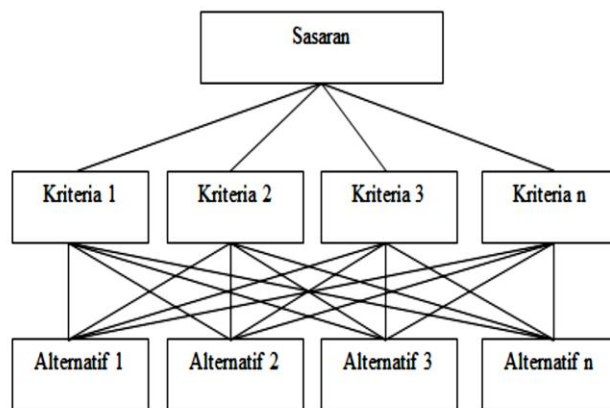 Sasaran
Kriteria 1
Kriteria 2
Kriteria 3
Kriteria n
Alternatif 1
Alternatif 2
Alternatif 3
Alternatif n